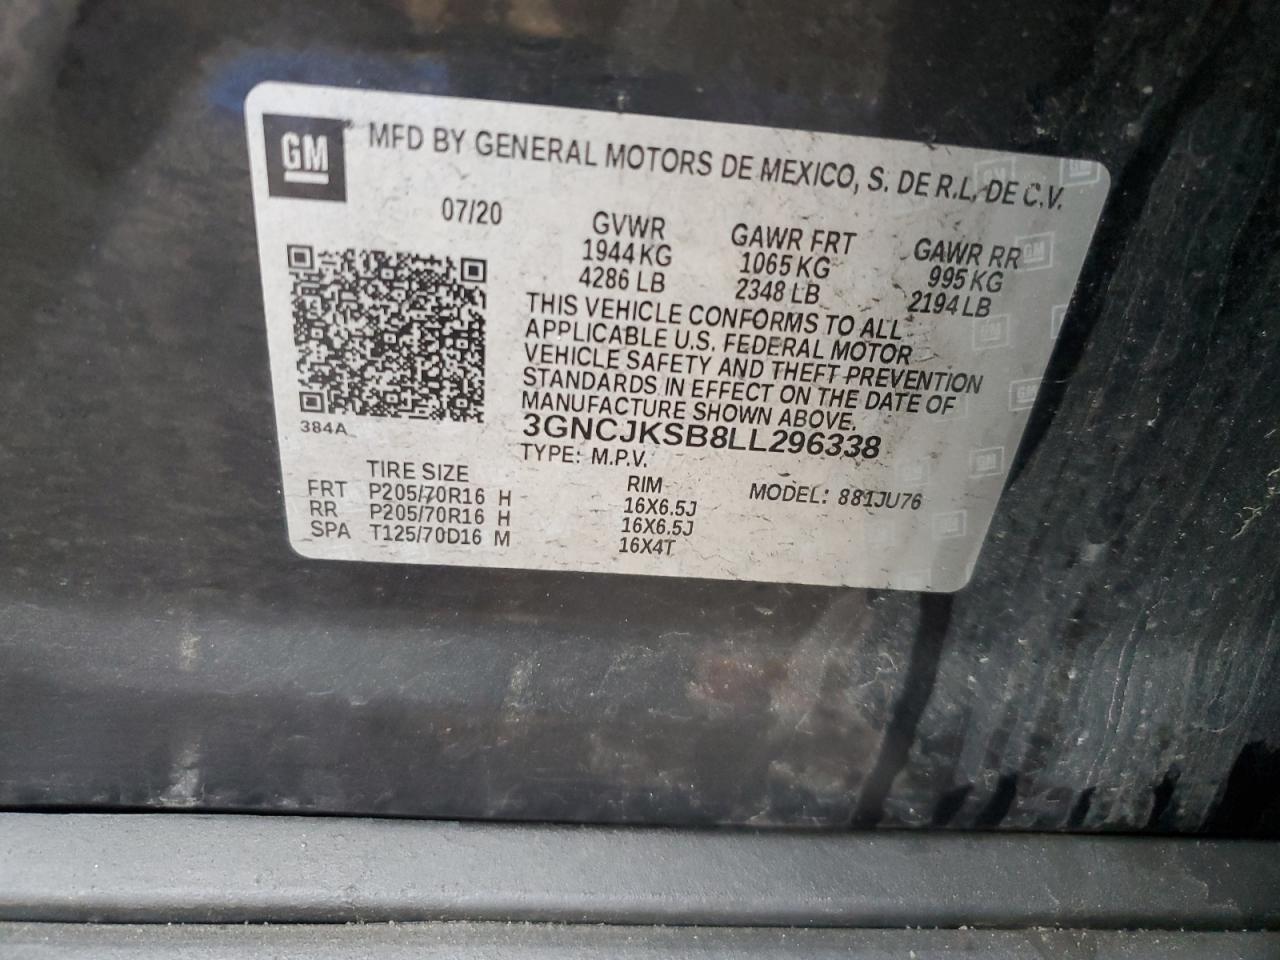 GM MFD BY GENERAL MOTORS DE MEXICO, S. DE R.L. DE C.V.
07/20
GVWR GAWR FRT GAWR RR
1944 KG 1065 KG 995 KG
4286 LB 2348 LB 2194 LB
THIS VEHICLE CONFORMS TO ALL
APPLICABLE U.S. FEDERAL MOTOR
VEHICLE SAFETY AND THEFT PREVENTION
STANDARDS IN EFFECT ON THE DATE OF
MANUFACTURE SHOWN ABOVE.
384A
3GNCJKSB8LL296338
TYPE: M.P.V.
TIRE SIZE RIM MODEL: 881JU76
FRT P205/70R16 H 16X6.5J
RR P205/70R16 H 16X6.5J
SPA T125/70D16 M 16X4T